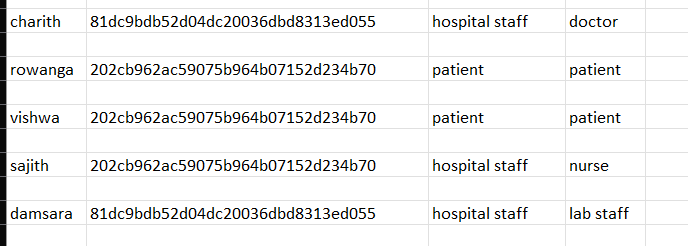 charith 81dc9bdb52d04dc20036dbd8313ed055 hospital staff doctor
rowanga 202cb962ac59075b964b07152d234b70 patient patient
vishwa 202cb962ac59075b964b07152d234b70 patient patient
sajith 202cb962ac59075b964b07152d234b70 hospital staff nurse
damsara 81dc9bdb52d04dc20036dbd8313ed055 hospital staff lab staff